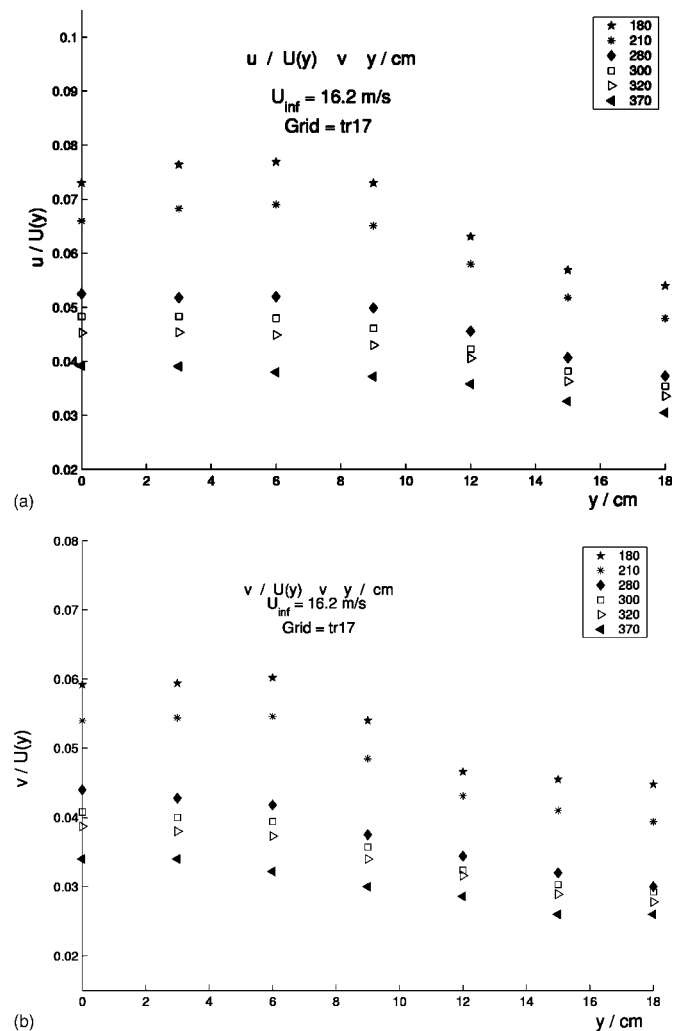 0.1
0.09
0.08
0.07
0.06
0.05
0.04
0.03
0.02
u / U(y)
u / U(y) v y / cm
U_inf = 16.2 m/s
Grid = tr17
180
210
280
300
320
370
0 2 4 6 8 10 12 14 16 18
y / cm
(a)
0.08
0.07
0.06
0.05
0.04
0.03
0.02
v / U(y)
v / U(y) v y / cm
U_inf = 16.2 m/s
Grid = tr17
180
210
280
300
320
370
0 2 4 6 8 10 12 14 16 18
y / cm
(b)